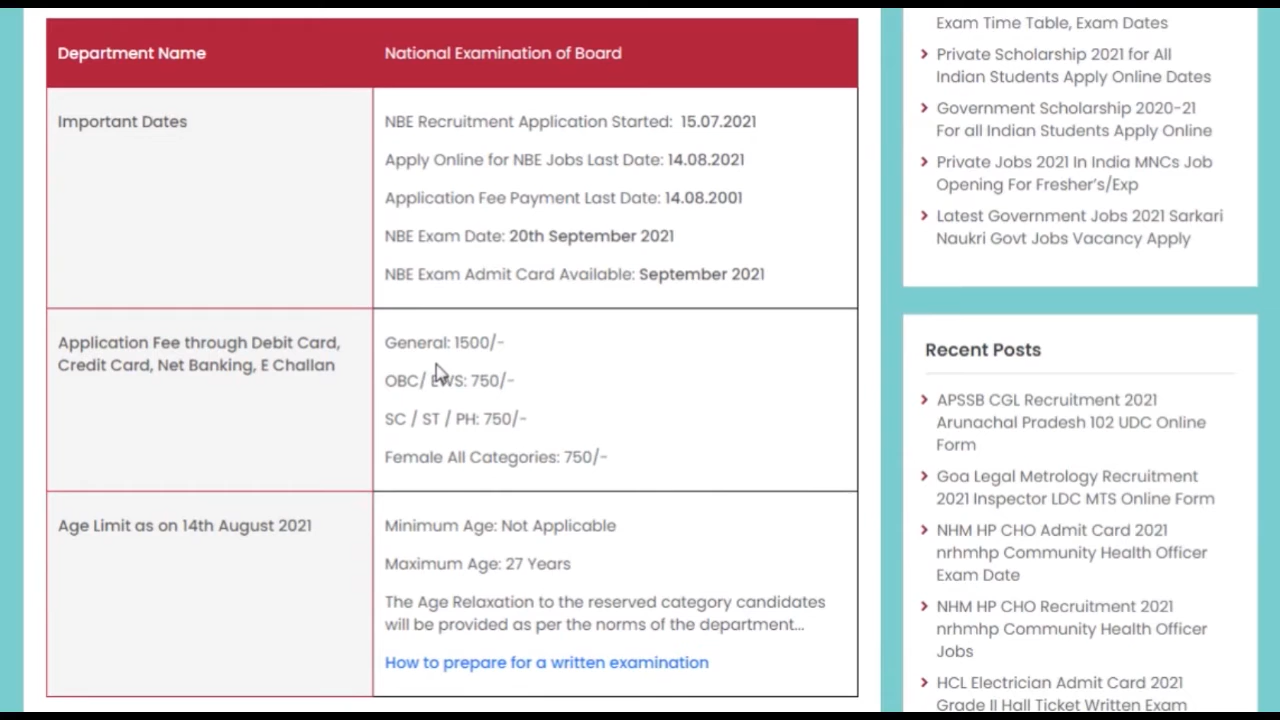 Department Name
National Examination of Board
Important Dates
NBE Recruitment Application Started: 15.07.2021
Apply Online for NBE Jobs Last Date: 14.08.2021
Application Fee Payment Last Date: 14.08.2001
NBE Exam Date: 20th September 2021
NBE Exam Admit Card Available: September 2021
Application Fee through Debit Card,
Credit Card, Net Banking, E Challan
General: 1500/-
OBC/ EWS: 750/-
SC / ST / PH: 750/-
Female All Categories: 750/-
Age Limit as on 14th August 2021
Minimum Age: Not Applicable
Maximum Age: 27 Years
The Age Relaxation to the reserved category candidates
will be provided as per the norms of the department...
How to prepare for a written examination
Exam Time Table, Exam Dates
Private Scholarship 2021 for All
Indian Students Apply Online Dates
Government Scholarship 2020-21
For all Indian Students Apply Online
Private Jobs 2021 In India MNCs Job
Opening For Fresher's/Exp
Latest Government Jobs 2021 Sarkari
Naukri Govt Jobs Vacancy Apply
Recent Posts
APSSB CGL Recruitment 2021
Arunachal Pradesh 102 UDC Online
Form
Goa Legal Metrology Recruitment
2021 Inspector LDC MTS Online Form
NHM HP CHO Admit Card 2021
nrhmhp Community Health Officer
Exam Date
NHM HP CHO Recruitment 2021
nrhmhp Community Health Officer
Jobs
HCL Electrician Admit Card 2021
Grade II Hall Ticket Written Exam